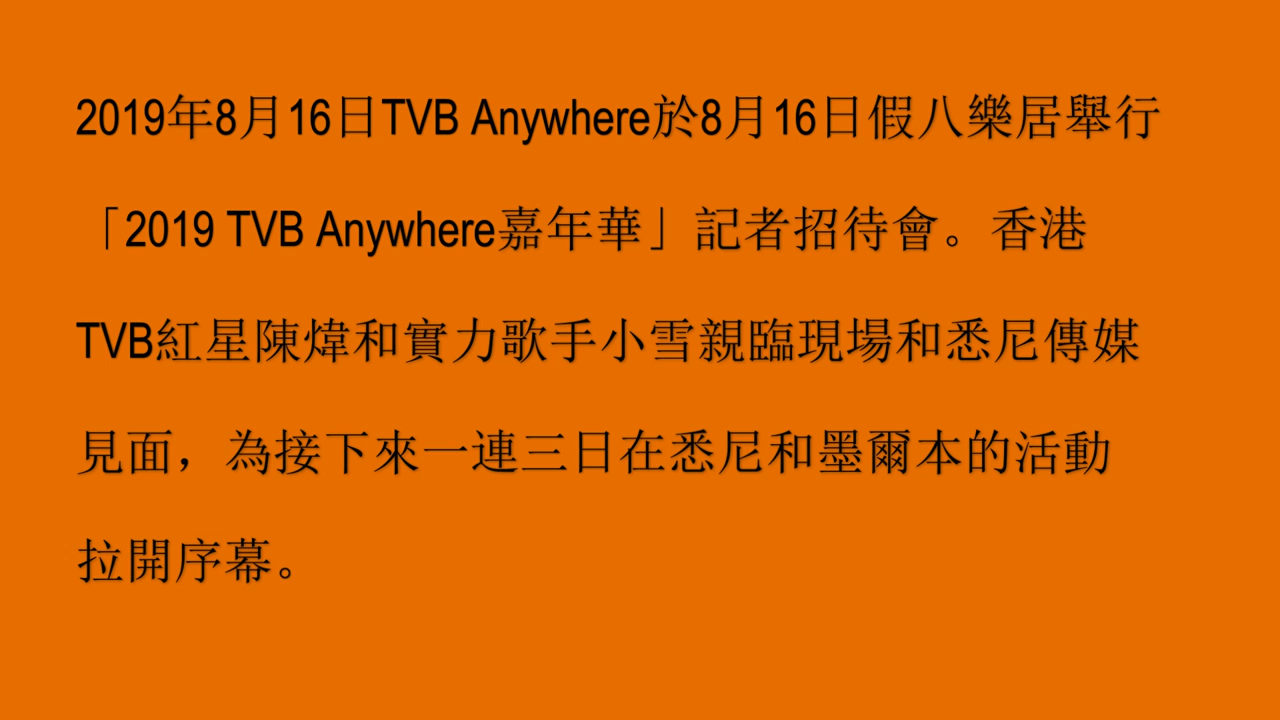 2019年8月16日TVB Anywhere於8月16日假八樂居舉行
「2019 TVB Anywhere嘉年華」記者招待會。香港
TVB紅星陳煒和實力歌手小雪親臨現場和悉尼傳媒
見面，為接下來一連三日在悉尼和墨爾本的活動
拉開序幕。